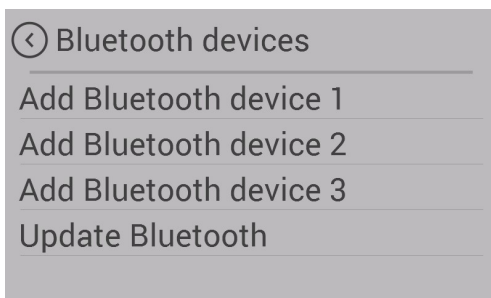 Bluetooth devices
Add Bluetooth device 1
Add Bluetooth device 2
Add Bluetooth device 3
Update Bluetooth